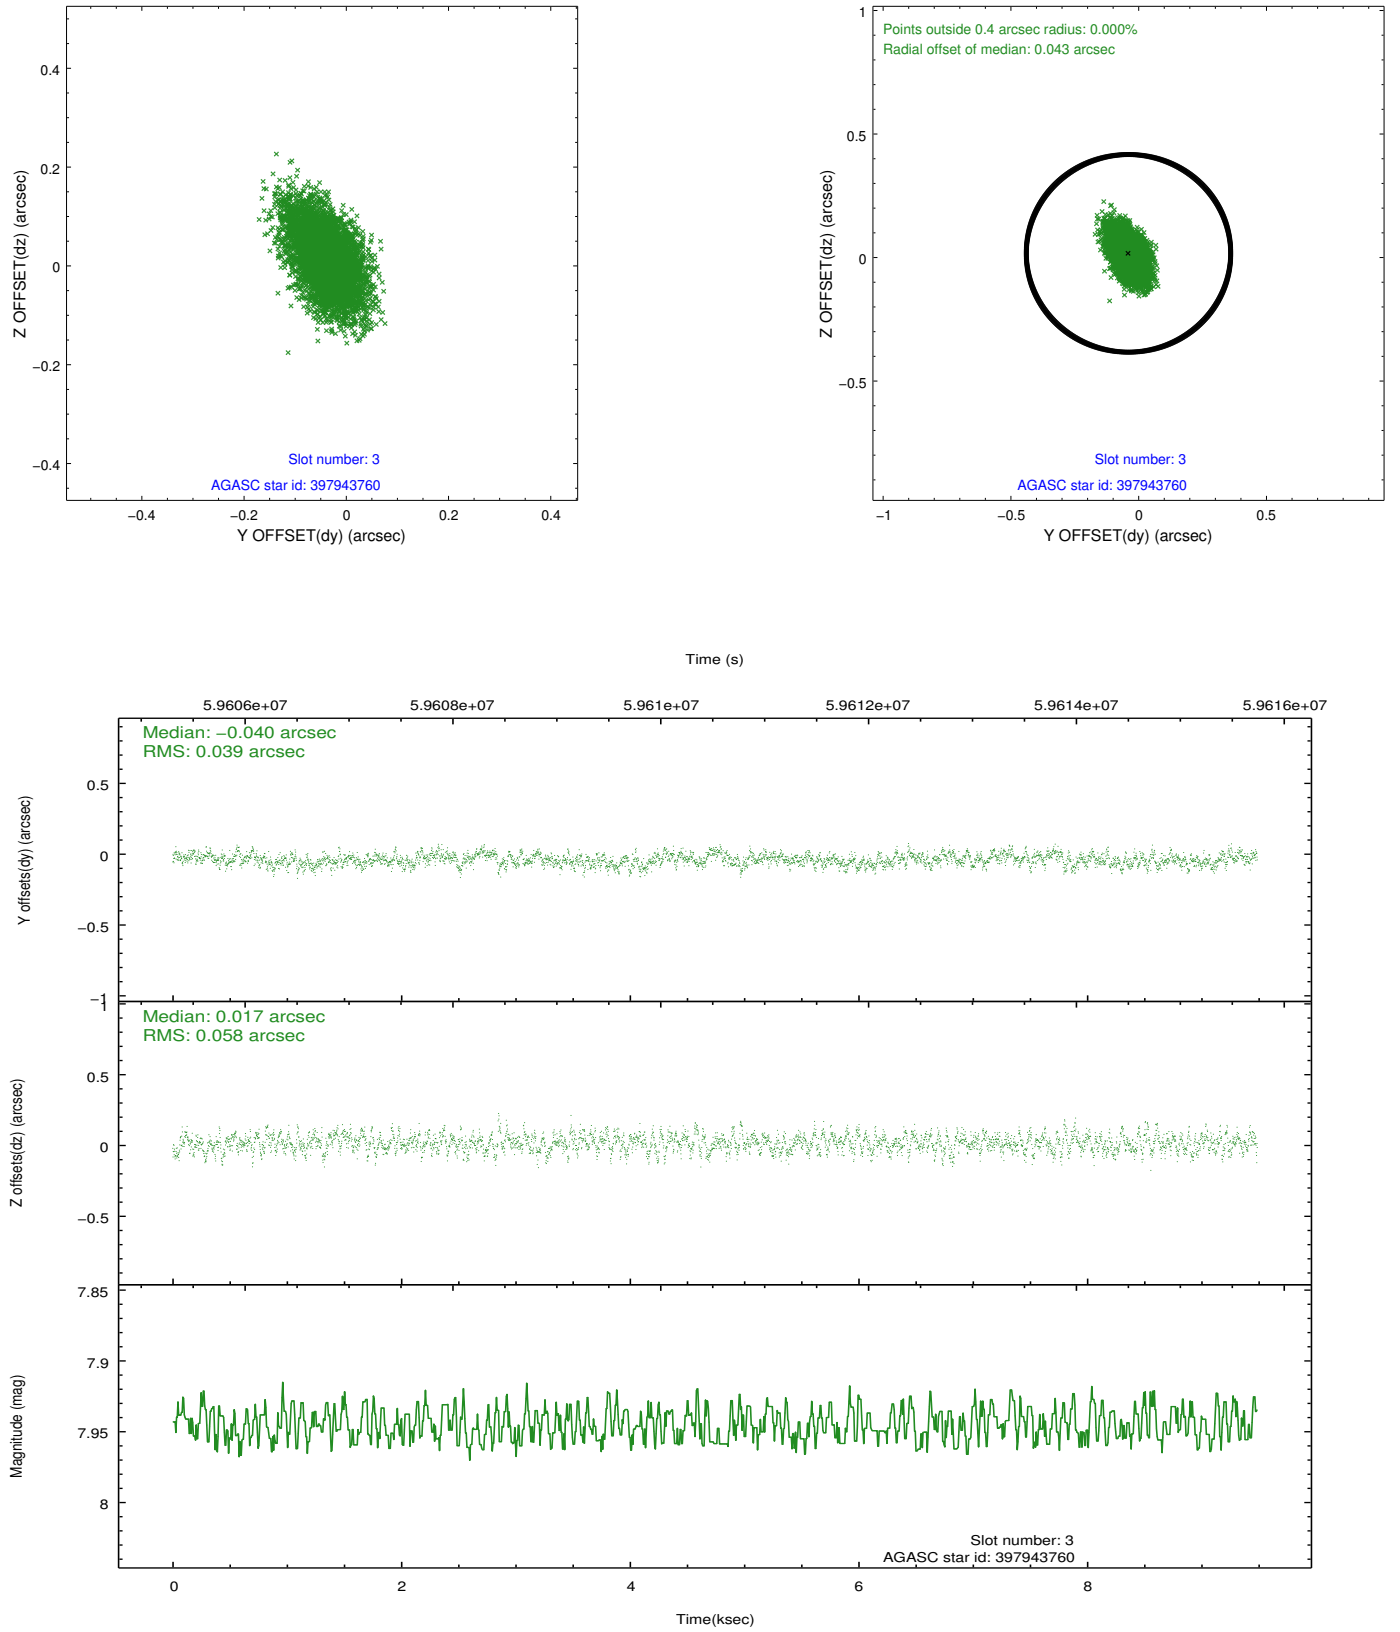 0.4
0.2
0
−0.2
−0.4
Z OFFSET(dz) (arcsec)
Slot number: 3
AGASC star id: 397943760
−0.4
−0.2
0
0.2
0.4
Y OFFSET(dy) (arcsec)
1
0.5
0
−0.5
Z OFFSET(dz) (arcsec)
Points outside 0.4 arcsec radius: 0.000%
Radial offset of median: 0.043 arcsec
Slot number: 3
AGASC star id: 397943760
−1
−0.5
0
0.5
Y OFFSET(dy) (arcsec)
Time (s)
5.9606e+07
5.9608e+07
5.961e+07
5.9612e+07
5.9614e+07
5.9616e+07
Median: −0.040 arcsec
RMS: 0.039 arcsec
0.5
0
−0.5
−1
Y offsets(dy) (arcsec)
Median: 0.017 arcsec
RMS: 0.058 arcsec
1
0.5
0
−0.5
Z offsets(dz) (arcsec)
7.85
7.9
7.95
8
Magnitude (mag)
Slot number: 3
AGASC star id: 397943760
0
2
4
6
8
Time(ksec)